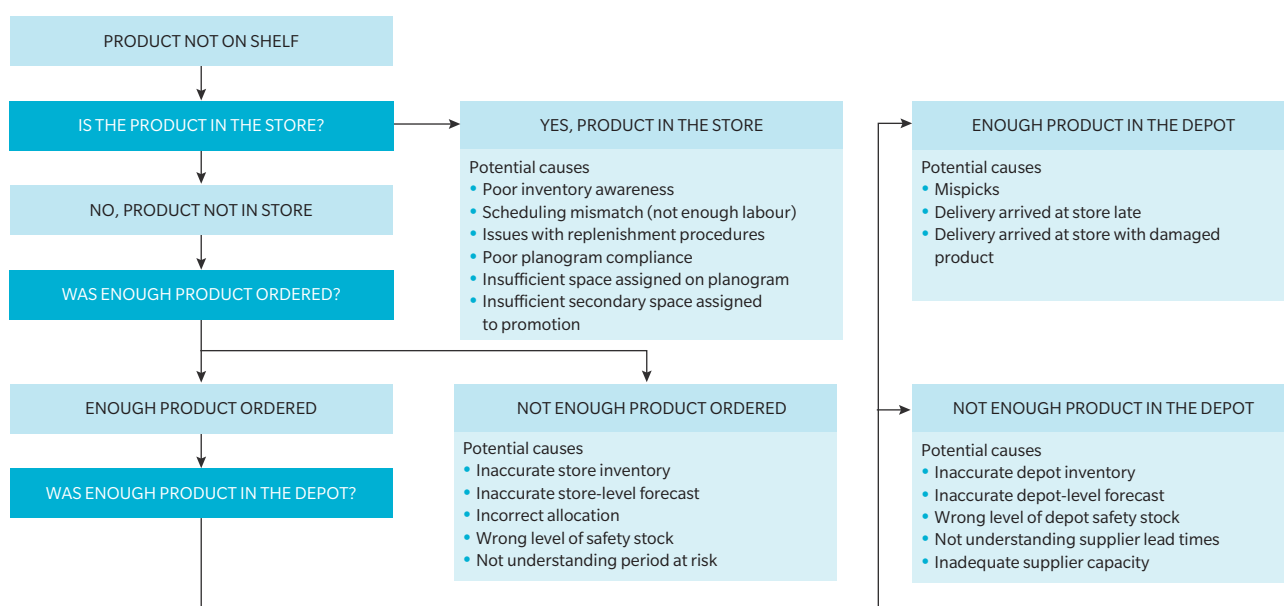 PRODUCT NOT ON SHELF
IS THE PRODUCT IN THE STORE?
NO, PRODUCT NOT IN STORE
WAS ENOUGH PRODUCT ORDERED?
YES, PRODUCT IN THE STORE
Potential causes
• Poor inventory awareness
• Scheduling mismatch (not enough labour)
• Issues with replenishment procedures
• Poor planogram compliance
• Insufficient space assigned on planogram
• Insufficient secondary space assigned
to promotion
ENOUGH PRODUCT ORDERED
WAS ENOUGH PRODUCT IN THE DEPOT?
NOT ENOUGH PRODUCT ORDERED
Potential causes
• Inaccurate store inventory
• Inaccurate store-level forecast
• Incorrect allocation
• Wrong level of safety stock
• Not understanding period at risk
ENOUGH PRODUCT IN THE DEPOT
Potential causes
• Mispicks
• Delivery arrived at store late
• Delivery arrived at store with damaged
product
NOT ENOUGH PRODUCT IN THE DEPOT
Potential causes
• Inaccurate depot inventory
• Inaccurate depot-level forecast
• Wrong level of depot safety stock
• Not understanding supplier lead times
• Inadequate supplier capacity